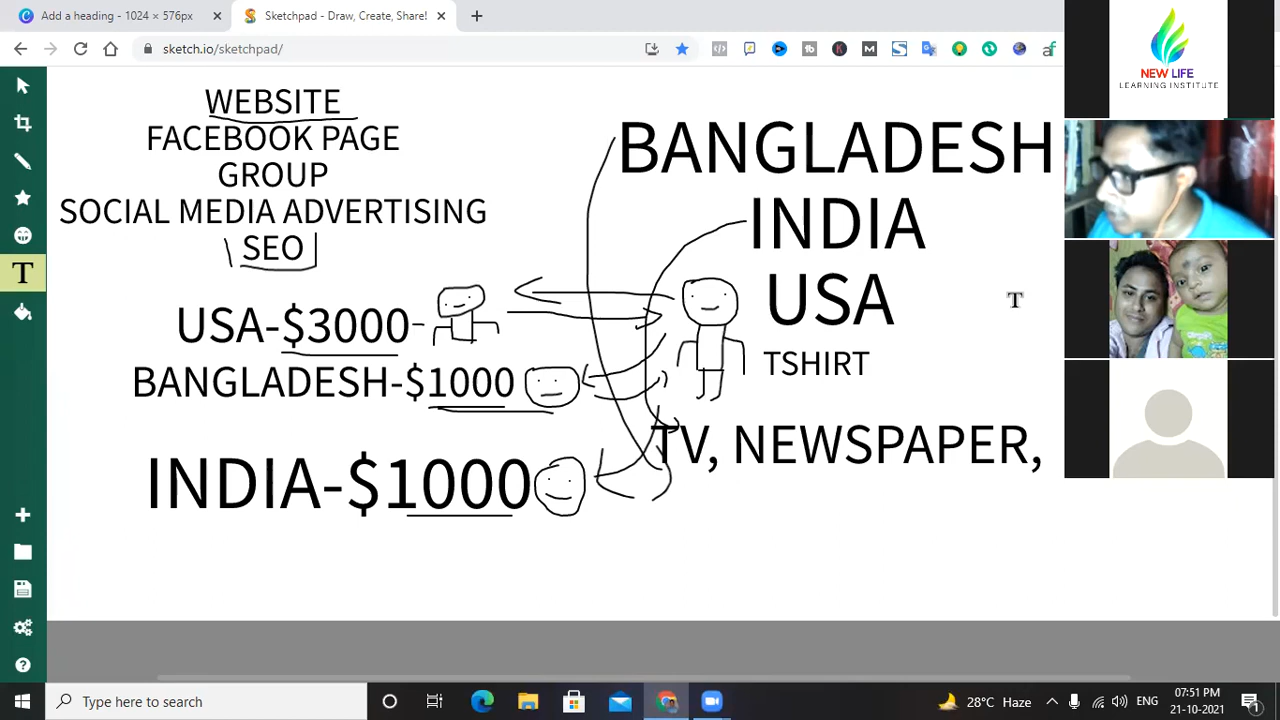 Add a heading - 1024 × 576px
Sketchpad - Draw, Create, Share!
sketch.io/sketchpad/
WEBSITE
FACEBOOK PAGE
GROUP
SOCIAL MEDIA ADVERTISING
SEO
USA-$3000-
BANGLADESH-$1000
INDIA-$1000
BANGLADESH
INDIA
USA
TSHIRT
TV, NEWSPAPER,
NEW LIFE
LEARNING INSTITUTE
Type here to search
28°C Haze
ENG
07:51 PM
21-10-2021